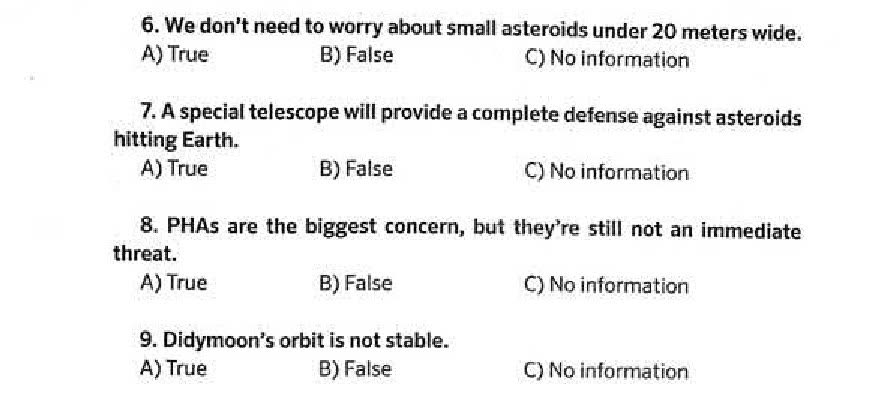 6. We don't need to worry about small asteroids under 20 meters wide.
A) True B) False C) No information
7. A special telescope will provide a complete defense against asteroids
hitting Earth.
A) True B) False C) No information
8. PHAs are the biggest concern, but they're still not an immediate
threat.
A) True B) False C) No information
9. Didymoon's orbit is not stable.
A) True B) False C) No information